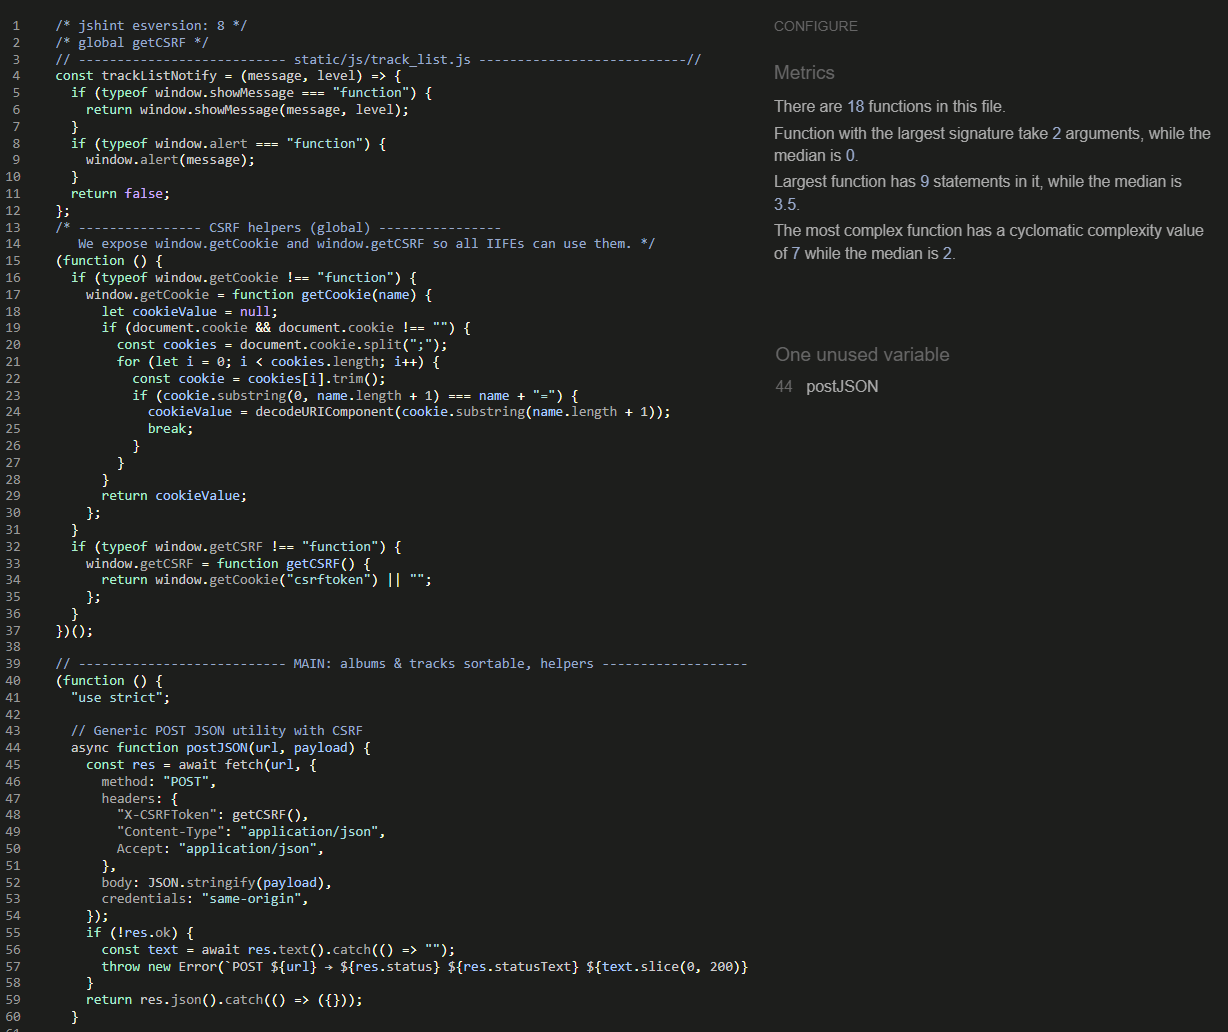 1 /* jshint esversion: 8 */
2 /* global getCSRF */
3 // --------------------------- static/js/track_list.js ---------------------------//
4 const trackListNotify = (message, level) => {
5   if (typeof window.showMessage === "function") {
6     return window.showMessage(message, level);
7   }
8   if (typeof window.alert === "function") {
9     window.alert(message);
10   }
11   return false;
12 };
13 /* ---------------- CSRF helpers (global) ----------------
14    We expose window.getCookie and window.getCSRF so all IIFEs can use them. */
15 (function () {
16   if (typeof window.getCookie !== "function") {
17     window.getCookie = function getCookie(name) {
18       let cookieValue = null;
19       if (document.cookie && document.cookie !== "") {
20         const cookies = document.cookie.split(";");
21         for (let i = 0; i < cookies.length; i++) {
22           const cookie = cookies[i].trim();
23           if (cookie.substring(0, name.length + 1) === name + "=") {
24             cookieValue = decodeURIComponent(cookie.substring(name.length + 1));
25             break;
26           }
27         }
28       }
29       return cookieValue;
30     };
31   }
32   if (typeof window.getCSRF !== "function") {
33     window.getCSRF = function getCSRF() {
34       return window.getCookie("csrftoken") || "";
35     };
36   }
37 })();
38
39 // --------------------------- MAIN: albums & tracks sortable, helpers -------------------
40 (function () {
41   "use strict";
42
43   // Generic POST JSON utility with CSRF
44   async function postJSON(url, payload) {
45     const res = await fetch(url, {
46       method: "POST",
47       headers: {
48         "X-CSRFToken": getCSRF(),
49         "Content-Type": "application/json",
50         Accept: "application/json",
51       },
52       body: JSON.stringify(payload),
53       credentials: "same-origin",
54     });
55     if (!res.ok) {
56       const text = await res.text().catch(() => "");
57       throw new Error(`POST ${url} → ${res.status} ${res.statusText} ${text.slice(0, 200)}
58     }
59     return res.json().catch(() => ({}));
60   }
CONFIGURE
Metrics
There are 18 functions in this file.
Function with the largest signature take 2 arguments, while the
median is 0.
Largest function has 9 statements in it, while the median is
3.5.
The most complex function has a cyclomatic complexity value
of 7 while the median is 2.
One unused variable
44 postJSON